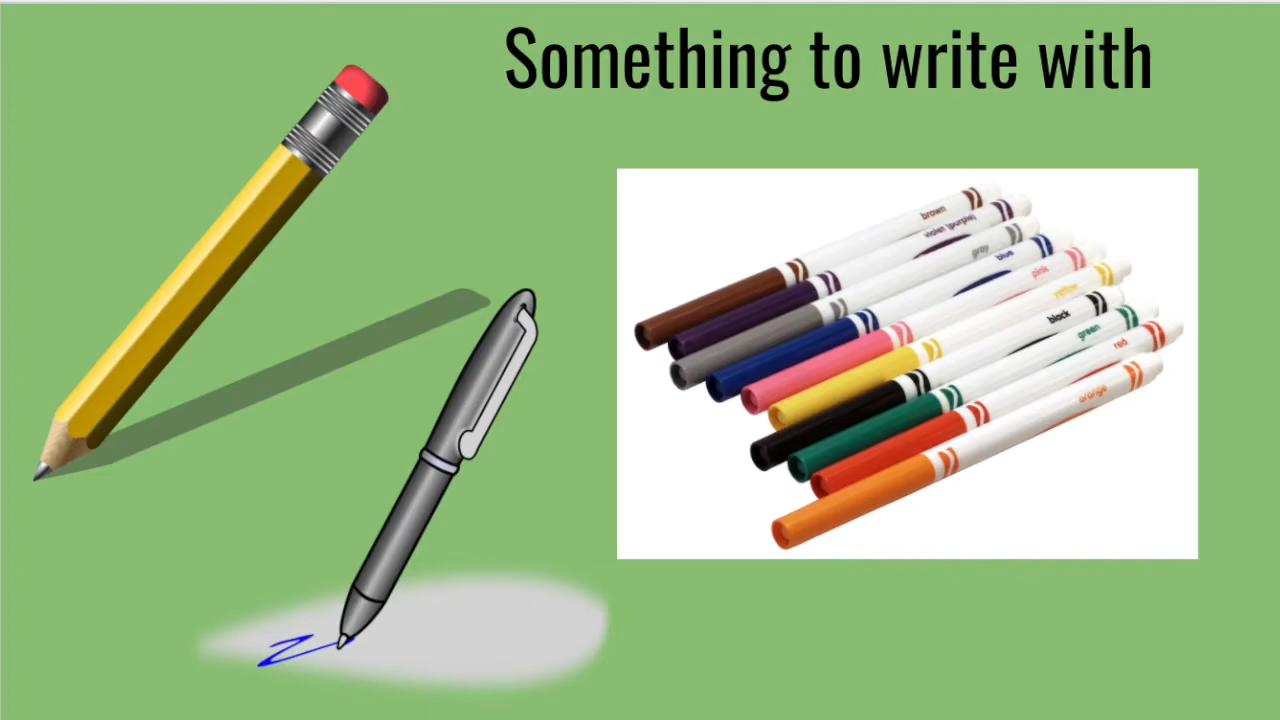 Something to write with
brown
violet (purple)
gray
blue
pink
yellow
black
green
red
orange